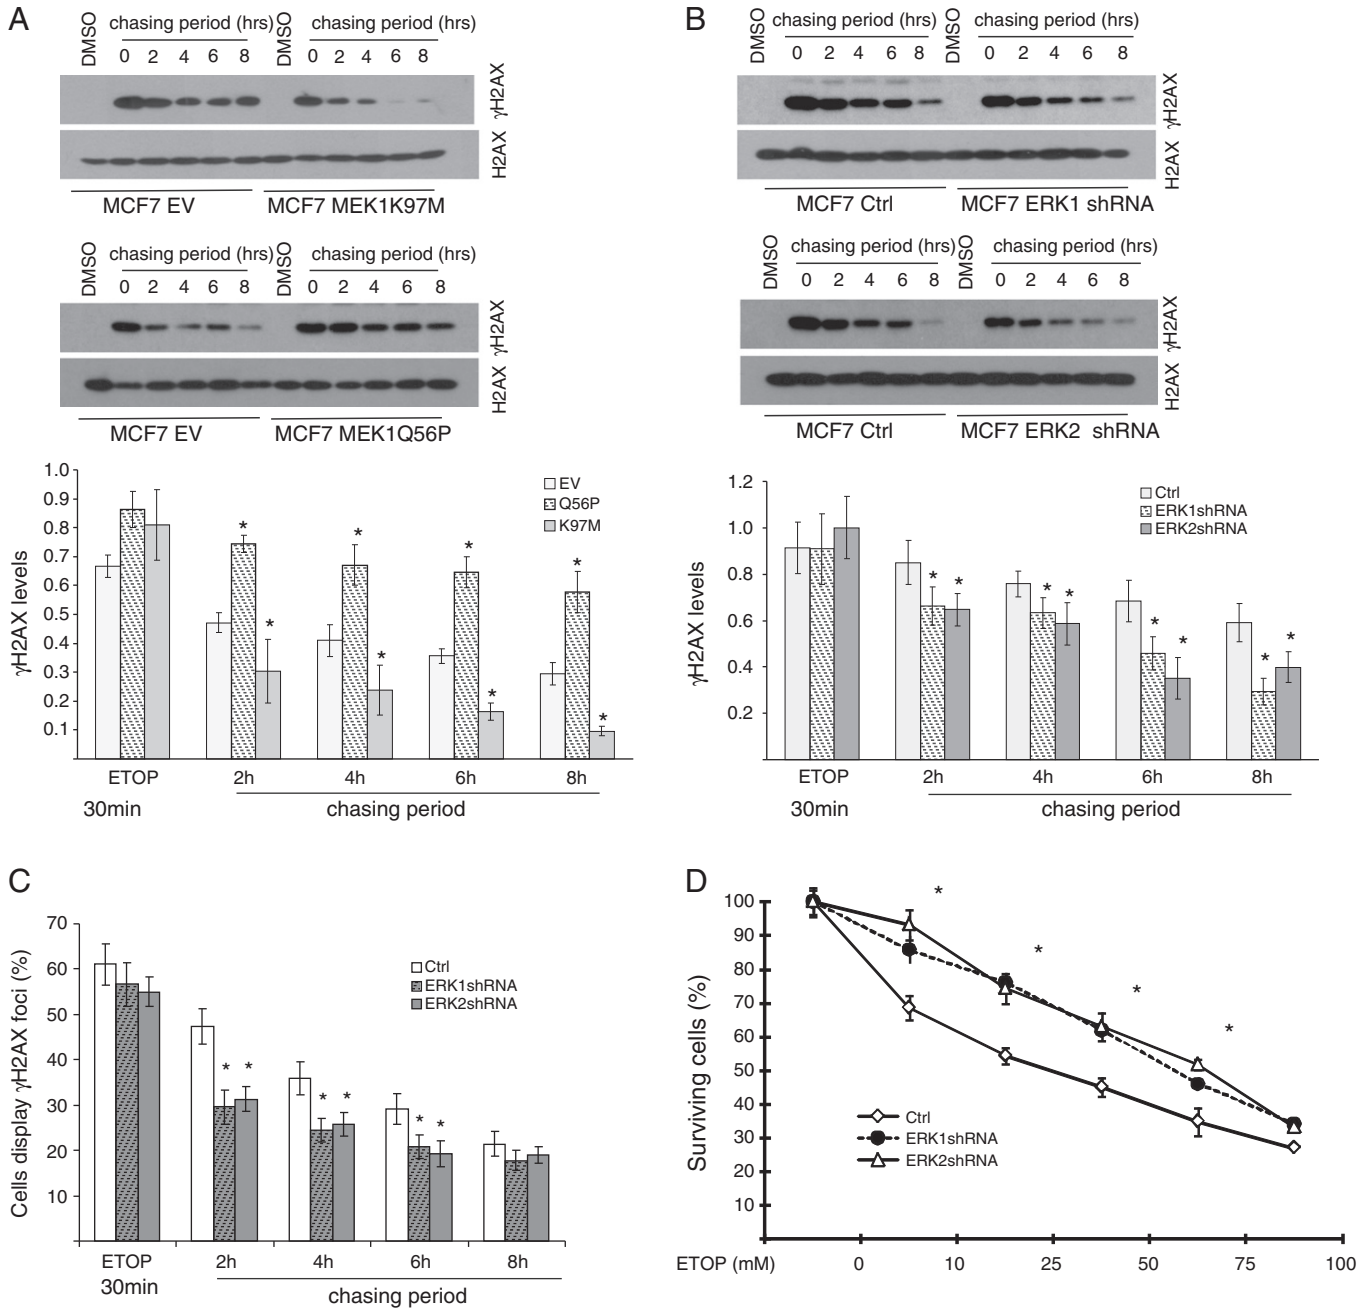 A
DMSO chasing period (hrs) DMSO chasing period (hrs)
0 2 4 6 8 0 2 4 6 8
γH2AX
H2AX
MCF7 EV MCF7 MEK1K97M
DMSO chasing period (hrs) DMSO chasing period (hrs)
0 2 4 6 8 0 2 4 6 8
γH2AX
H2AX
MCF7 EV MCF7 MEK1Q56P
γH2AX levels
1.0
0.9
0.8
0.7
0.6
0.5
0.4
0.3
0.2
0.1
EV
Q56P
K97M
* * * *
* * * *
ETOP 2h 4h 6h 8h
30min chasing period
B
DMSO chasing period (hrs) DMSO chasing period (hrs)
0 2 4 6 8 0 2 4 6 8
γH2AX
H2AX
MCF7 Ctrl MCF7 ERK1 shRNA
DMSO chasing period (hrs) DMSO chasing period (hrs)
0 2 4 6 8 0 2 4 6 8
γH2AX
H2AX
MCF7 Ctrl MCF7 ERK2 shRNA
γH2AX levels
1.2
1.0
0.8
0.6
0.4
0.2
Ctrl
ERK1shRNA
ERK2shRNA
* * * * * * * *
ETOP 2h 4h 6h 8h
30min chasing period
C
Cells display γH2AX foci (%)
70
60
50
40
30
20
10
Ctrl
ERK1shRNA
ERK2shRNA
* * * * * *
ETOP 2h 4h 6h 8h
30min chasing period
D
Surviving cells (%)
100
90
80
70
60
50
40
30
20
10
* * * *
Ctrl
ERK1shRNA
ERK2shRNA
ETOP (mM) 0 10 25 50 75 100